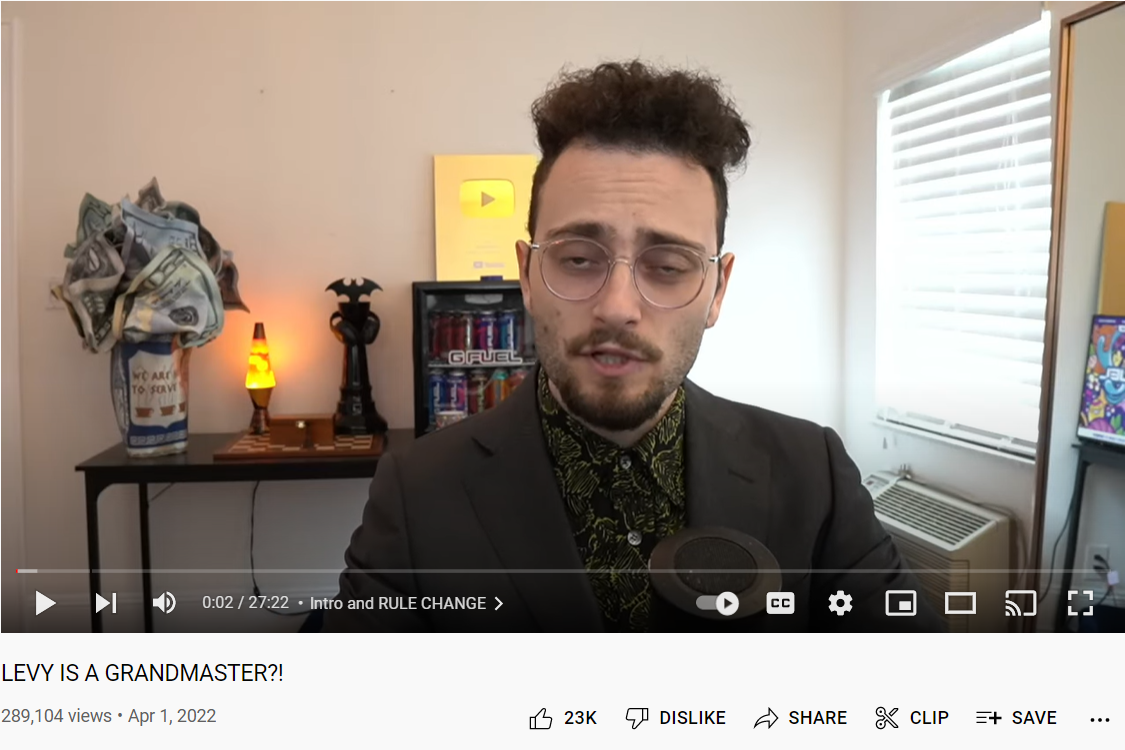 WE ARE
TO SERVE
G FUEL
0:02 / 27:22 • Intro and RULE CHANGE
CC
LEVY IS A GRANDMASTER?!
289,104 views • Apr 1, 2022
23K
DISLIKE
SHARE
CLIP
SAVE